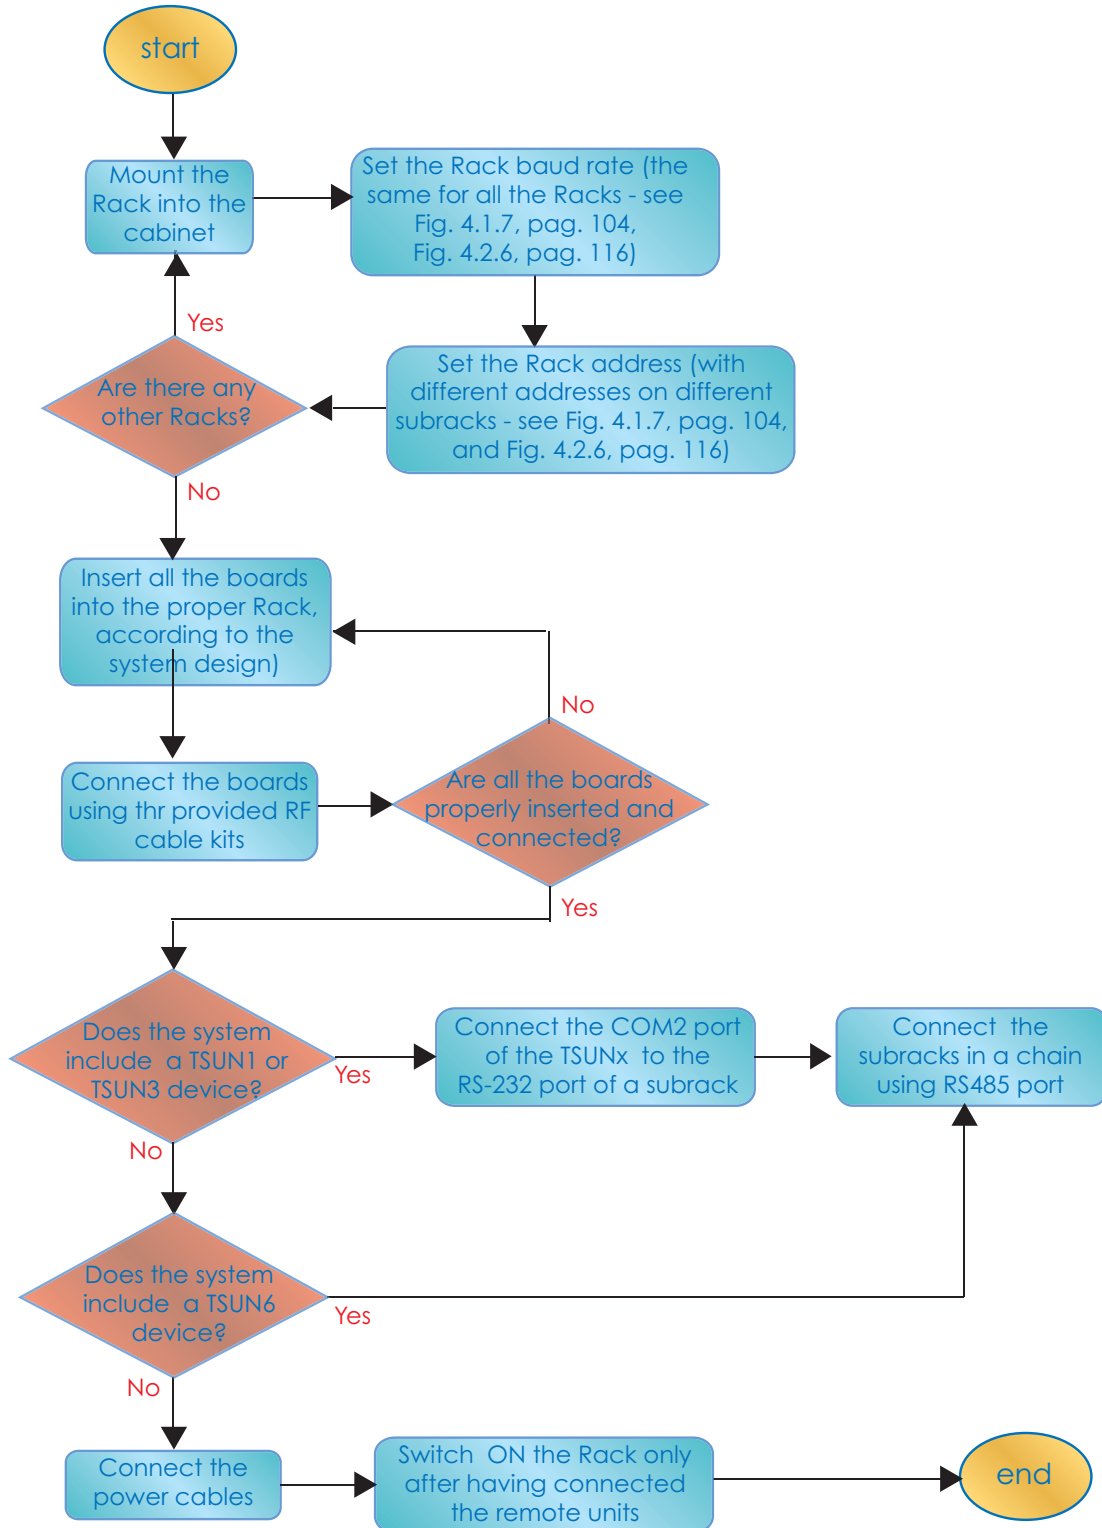 start
Mount the
Rack into the
cabinet
Set the Rack baud rate (the
same for all the Racks - see
Fig. 4.1.7, pag. 104,
Fig. 4.2.6, pag. 116)
Yes
Are there any
other Racks?
Set the Rack address (with
different addresses on different
subracks - see Fig. 4.1.7, pag. 104,
and Fig. 4.2.6, pag. 116)
No
Insert all the boards
into the proper Rack,
according to the
system design)
No
Connect the boards
using thr provided RF
cable kits
Are all the boards
properly inserted and
connected?
Yes
Does the system
include a TSUN1 or
TSUN3 device?
Yes
Connect the COM2 port
of the TSUNx to the
RS-232 port of a subrack
Connect the
subracks in a chain
using RS485 port
No
Does the system
include a TSUN6
device?
Yes
No
Connect the
power cables
Switch ON the Rack only
after having connected
the remote units
end